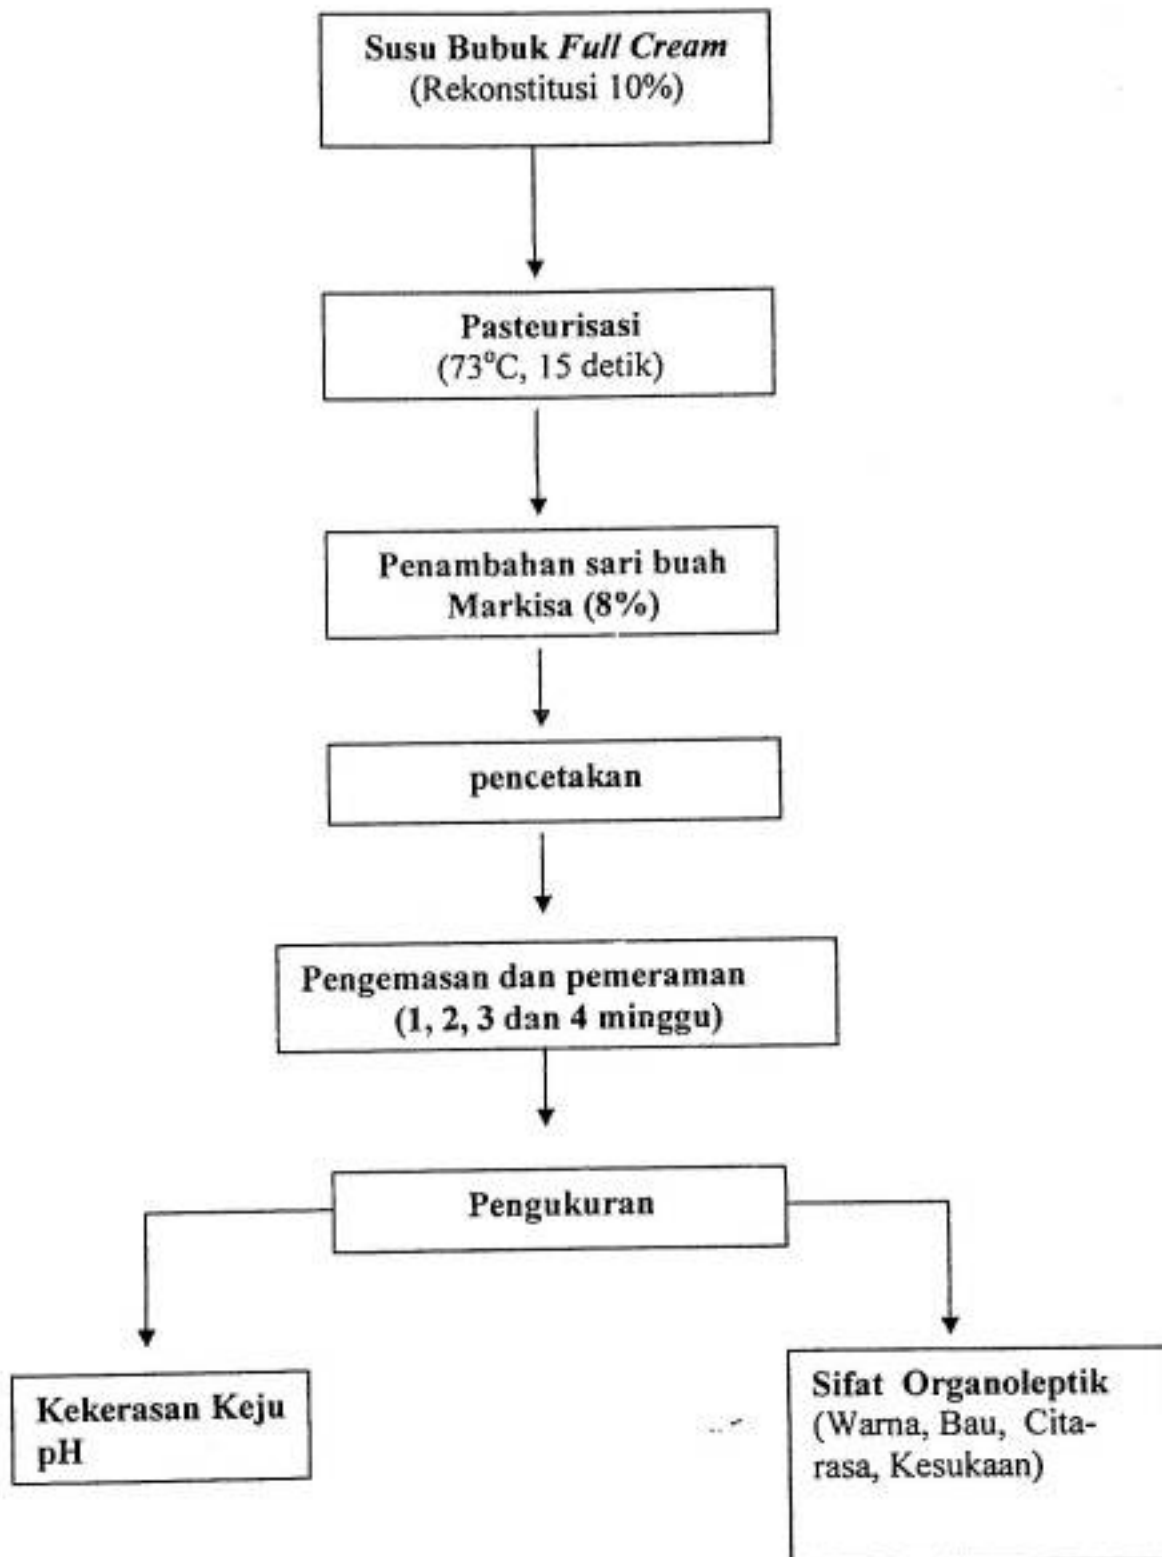 Susu Bubuk Full Cream
(Rekonstitusi 10%)
Pasteurisasi
(73°C, 15 detik)
Penambahan sari buah
Markisa (8%)
pencetakan
Pengemasan dan pemeraman
(1, 2, 3 dan 4 minggu)
Pengukuran
Kekerasan Keju
pH
Sifat Organoleptik
(Warna, Bau, Cita-
rasa, Kesukaan)